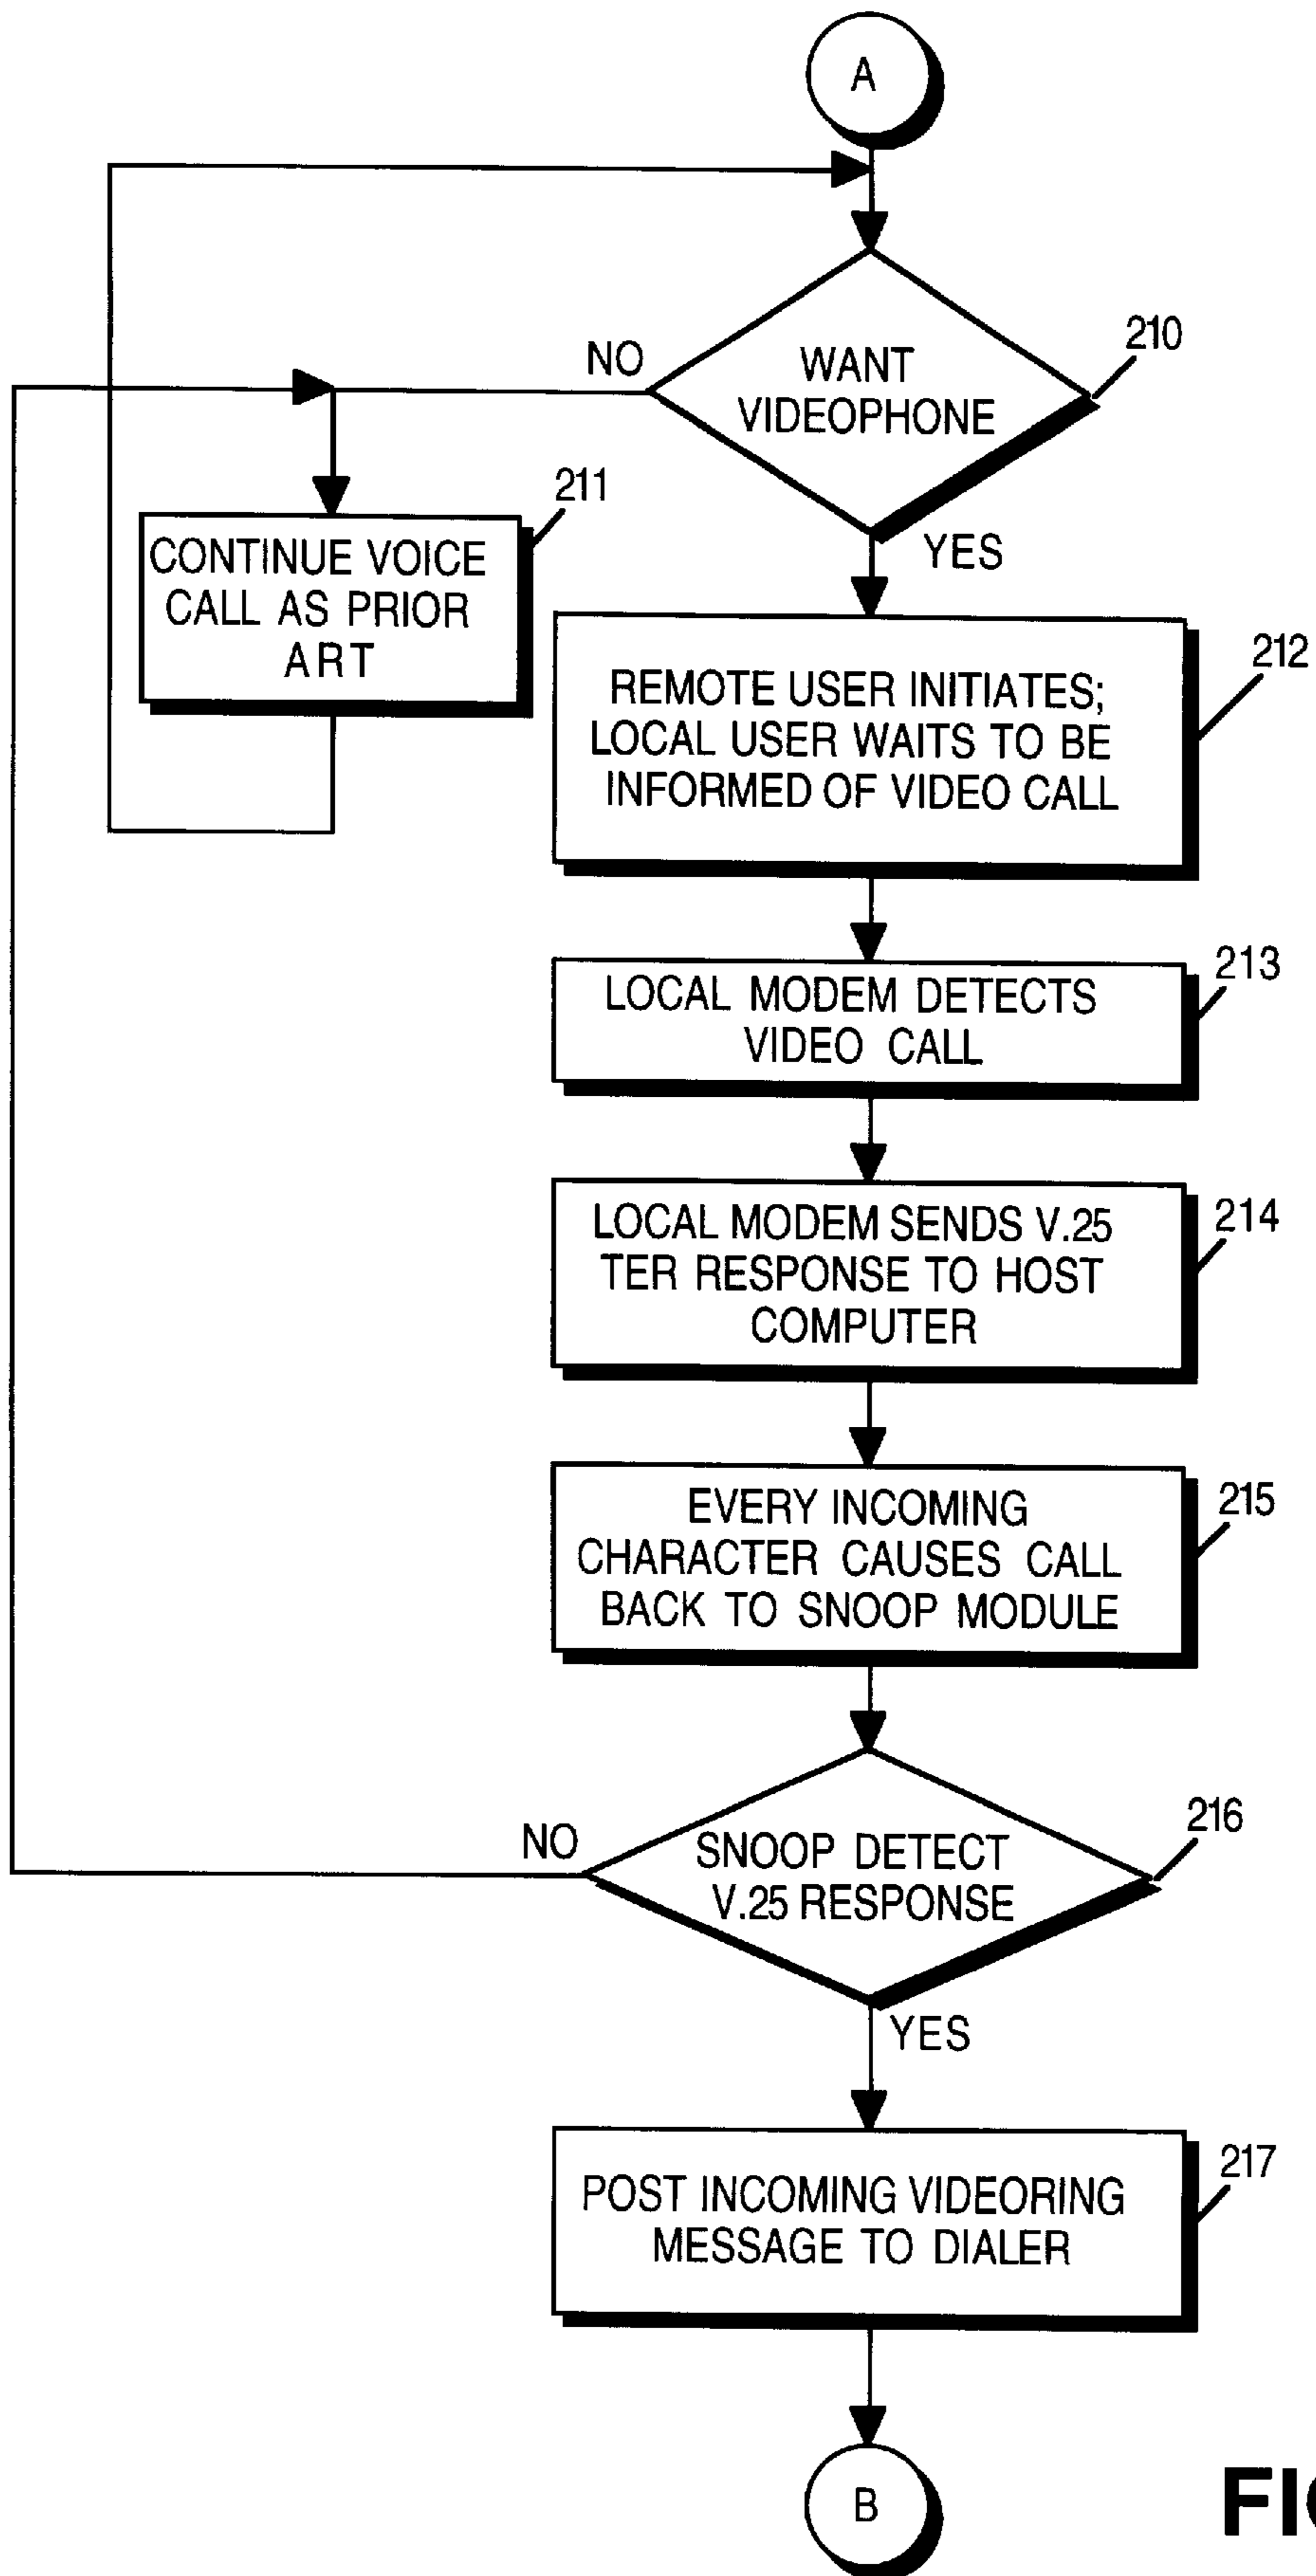 A
NO
WANT
VIDEOPHONE
210
YES
211
CONTINUE VOICE
CALL AS PRIOR
ART
212
REMOTE USER INITIATES;
LOCAL USER WAITS TO BE
INFORMED OF VIDEO CALL
213
LOCAL MODEM DETECTS
VIDEO CALL
214
LOCAL MODEM SENDS V.25
TER RESPONSE TO HOST
COMPUTER
215
EVERY INCOMING
CHARACTER CAUSES CALL
BACK TO SNOOP MODULE
216
NO
SNOOP DETECT
V.25 RESPONSE
YES
217
POST INCOMING VIDEORING
MESSAGE TO DIALER
B